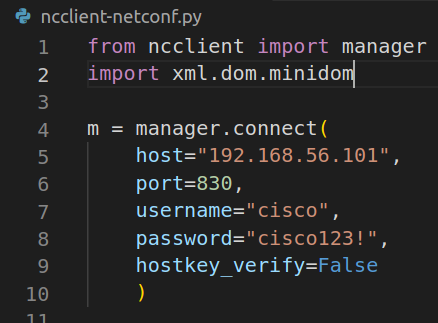 ncclient-netconf.py
1 from ncclient import manager
2 import xml.dom.minidom
3
4 m = manager.connect(
5     host="192.168.56.101",
6     port=830,
7     username="cisco",
8     password="cisco123!",
9     hostkey_verify=False
10     )
11